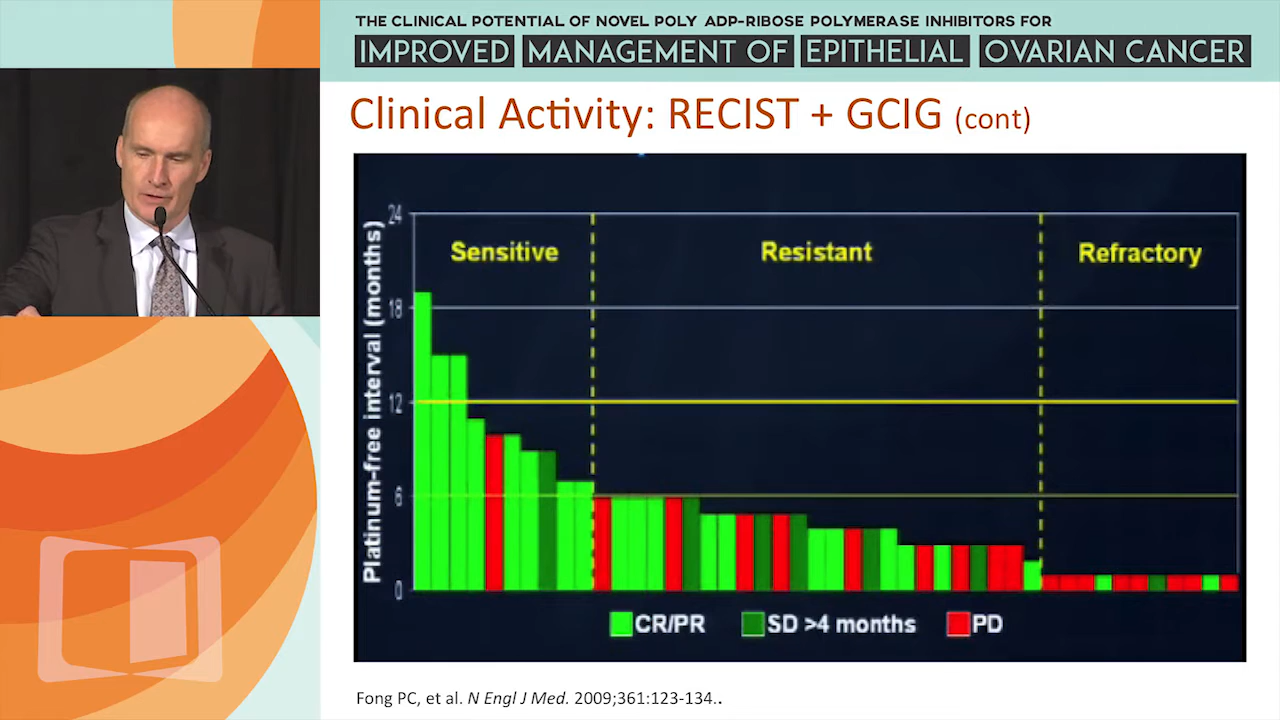 THE CLINICAL POTENTIAL OF NOVEL POLY ADP-RIBOSE POLYMERASE INHIBITORS FOR
IMPROVED MANAGEMENT OF EPITHELIAL OVARIAN CANCER
Clinical Activity: RECIST + GCIG (cont)
Platinum-free interval (months)
24
18
12
6
0
Sensitive
Resistant
Refractory
CR/PR
SD >4 months
PD
Fong PC, et al. N Engl J Med. 2009;361:123-134..